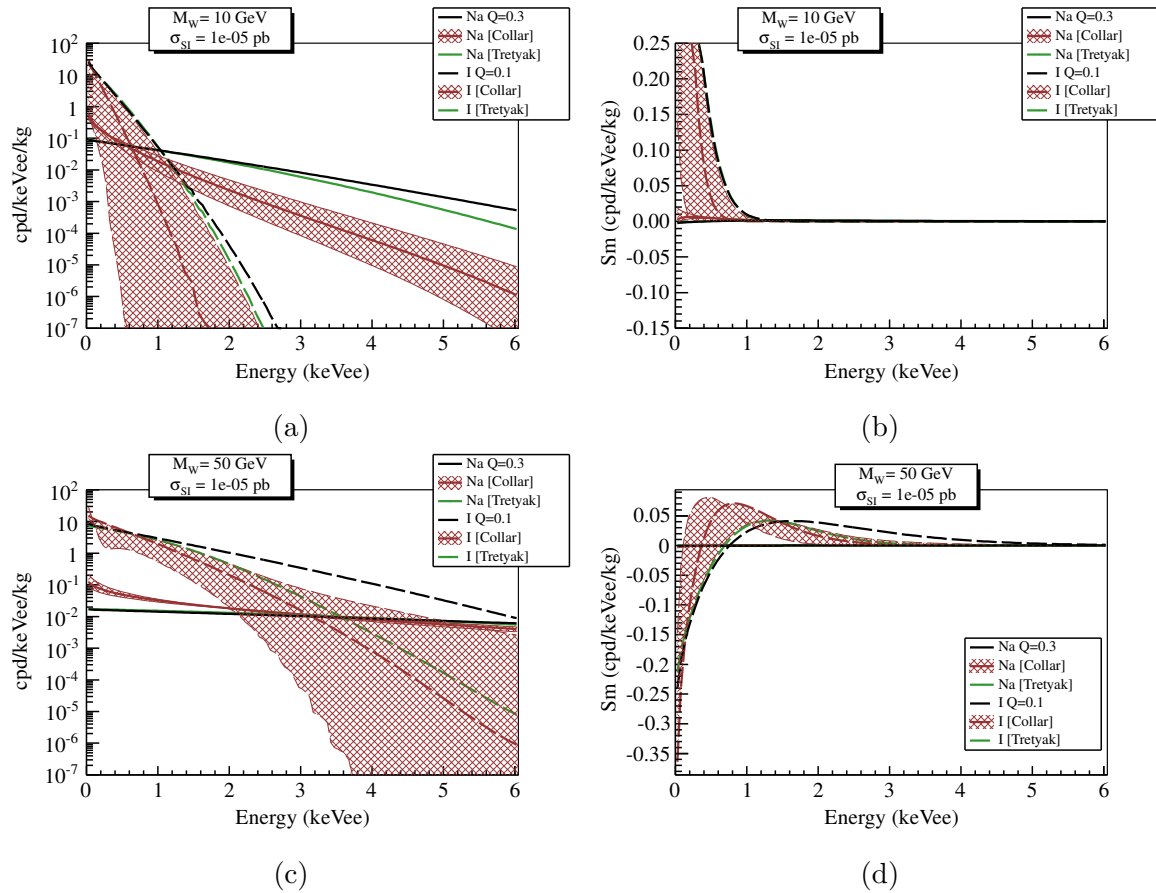 M_W= 10 GeV
σ_SI = 1e-05 pb
Na Q=0.3
Na [Collar]
Na [Tretyak]
I Q=0.1
I [Collar]
I [Tretyak]
10^2
10
1
10^-1
10^-2
10^-3
10^-4
10^-5
10^-6
10^-7
cpd/keVee/kg
0 1 2 3 4 5 6
Energy (keVee)
(a)
M_W= 10 GeV
σ_SI = 1e-05 pb
Na Q=0.3
Na [Collar]
Na [Tretyak]
I Q=0.1
I [Collar]
I [Tretyak]
0.25
0.20
0.15
0.10
0.05
0.00
-0.05
-0.10
-0.15
Sm (cpd/keVee/kg)
0 1 2 3 4 5 6
Energy (keVee)
(b)
M_W= 50 GeV
σ_SI = 1e-05 pb
Na Q=0.3
Na [Collar]
Na [Tretyak]
I Q=0.1
I [Collar]
I [Tretyak]
10^2
10
1
10^-1
10^-2
10^-3
10^-4
10^-5
10^-6
10^-7
cpd/keVee/kg
0 1 2 3 4 5 6
Energy (keVee)
(c)
M_W= 50 GeV
σ_SI = 1e-05 pb
0.05
0
-0.05
-0.1
-0.15
-0.2
-0.25
-0.3
-0.35
Sm (cpd/keVee/kg)
Na Q=0.3
Na [Collar]
Na [Tretyak]
I Q=0.1
I [Collar]
I [Tretyak]
0 1 2 3 4 5 6
Energy (keVee)
(d)